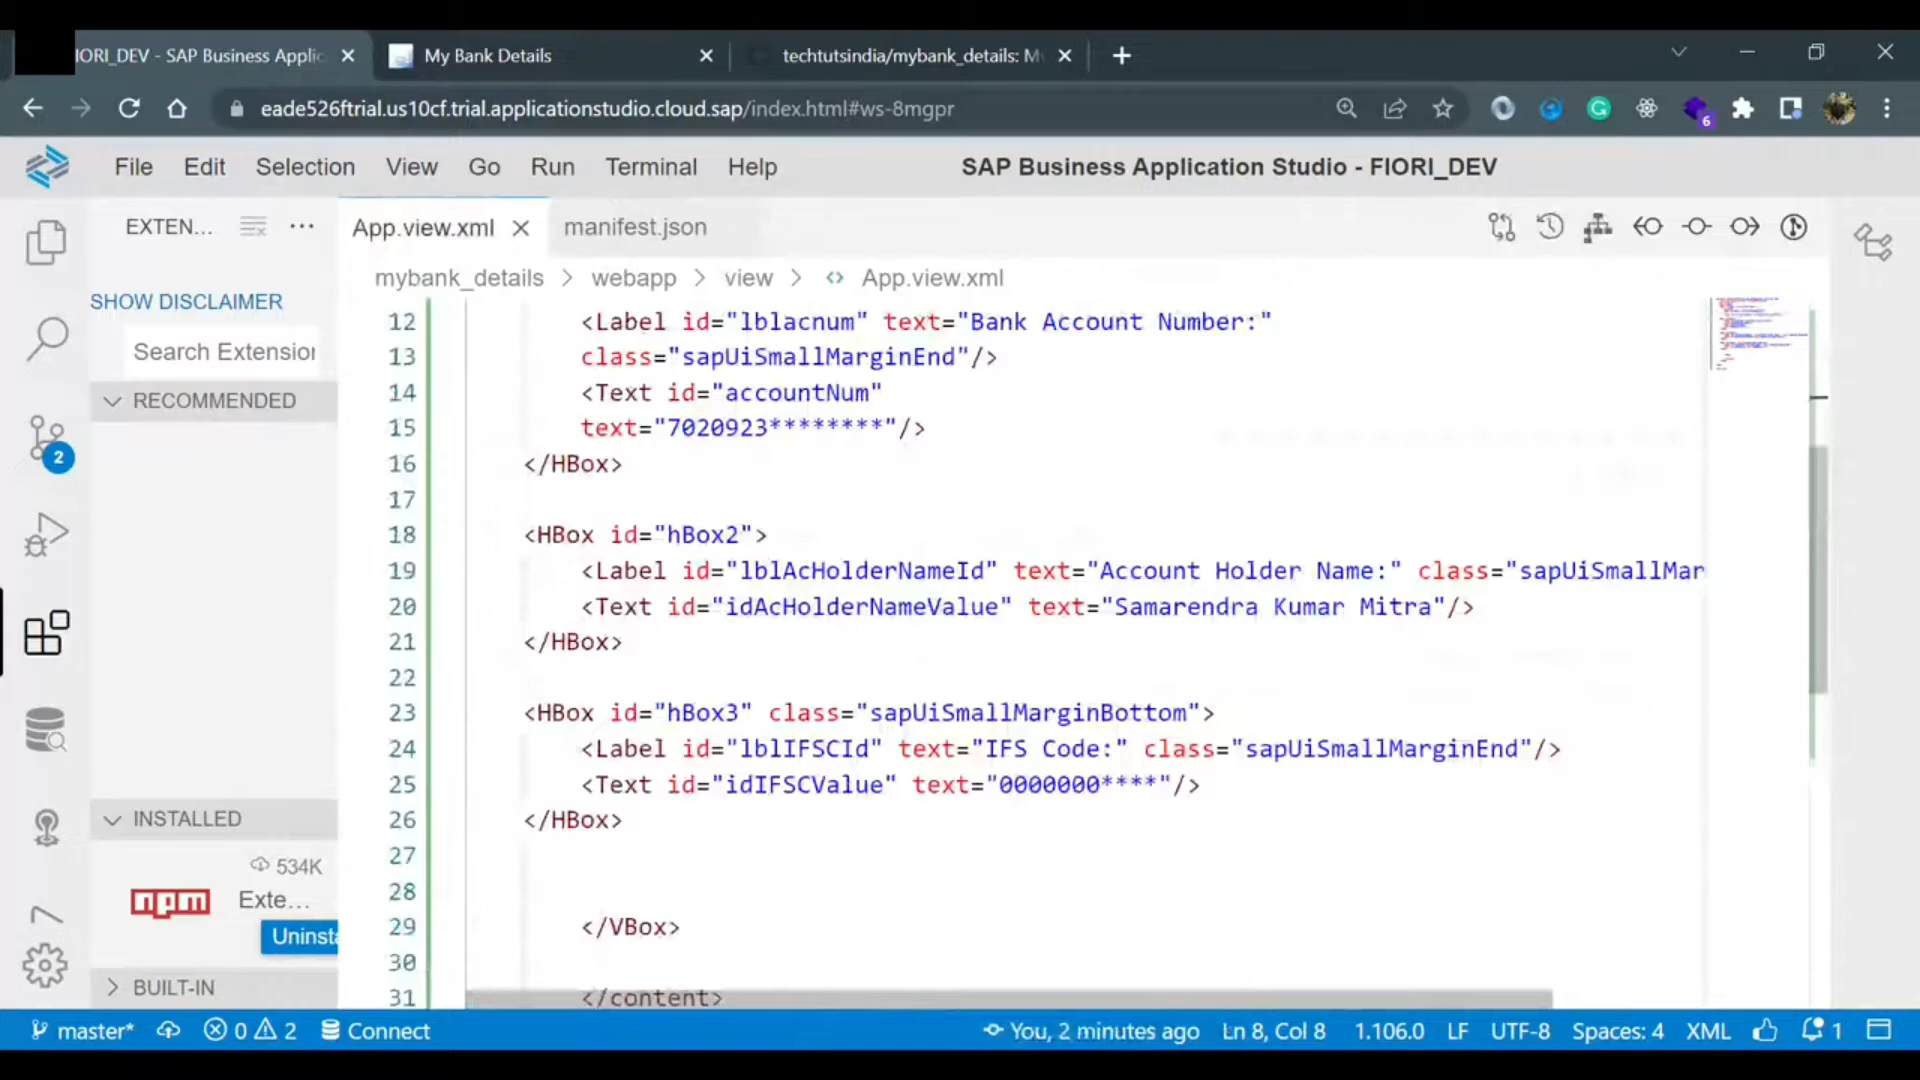 IORI_DEV - SAP Business Applic
My Bank Details
techtutsindia/mybank_details: M
eade526ftrial.us10cf.trial.applicationstudio.cloud.sap/index.html#ws-8mgpr
6
File Edit Selection View Go Run Terminal Help
SAP Business Application Studio - FIORI_DEV
EXTEN...
App.view.xml
manifest.json
mybank_details > webapp > view > App.view.xml
SHOW DISCLAIMER
Search Extension
RECOMMENDED
2
INSTALLED
534K
npm
Exte...
Uninsta
BUILT-IN
12 <Label id="lblacnum" text="Bank Account Number:"
13 class="sapUiSmallMarginEnd"/>
14 <Text id="accountNum"
15 text="7020923********"/>
16 </HBox>
17
18 <HBox id="hBox2">
19 <Label id="lblAcHolderNameId" text="Account Holder Name:" class="sapUiSmallMar
20 <Text id="idAcHolderNameValue" text="Samarendra Kumar Mitra"/>
21 </HBox>
22
23 <HBox id="hBox3" class="sapUiSmallMarginBottom">
24 <Label id="lblIFSCId" text="IFS Code:" class="sapUiSmallMarginEnd"/>
25 <Text id="idIFSCValue" text="0000000****"/>
26 </HBox>
27
28
29 </VBox>
30
31 </content>
master* 0 2 Connect
You, 2 minutes ago Ln 8, Col 8 1.106.0 LF UTF-8 Spaces: 4 XML 1